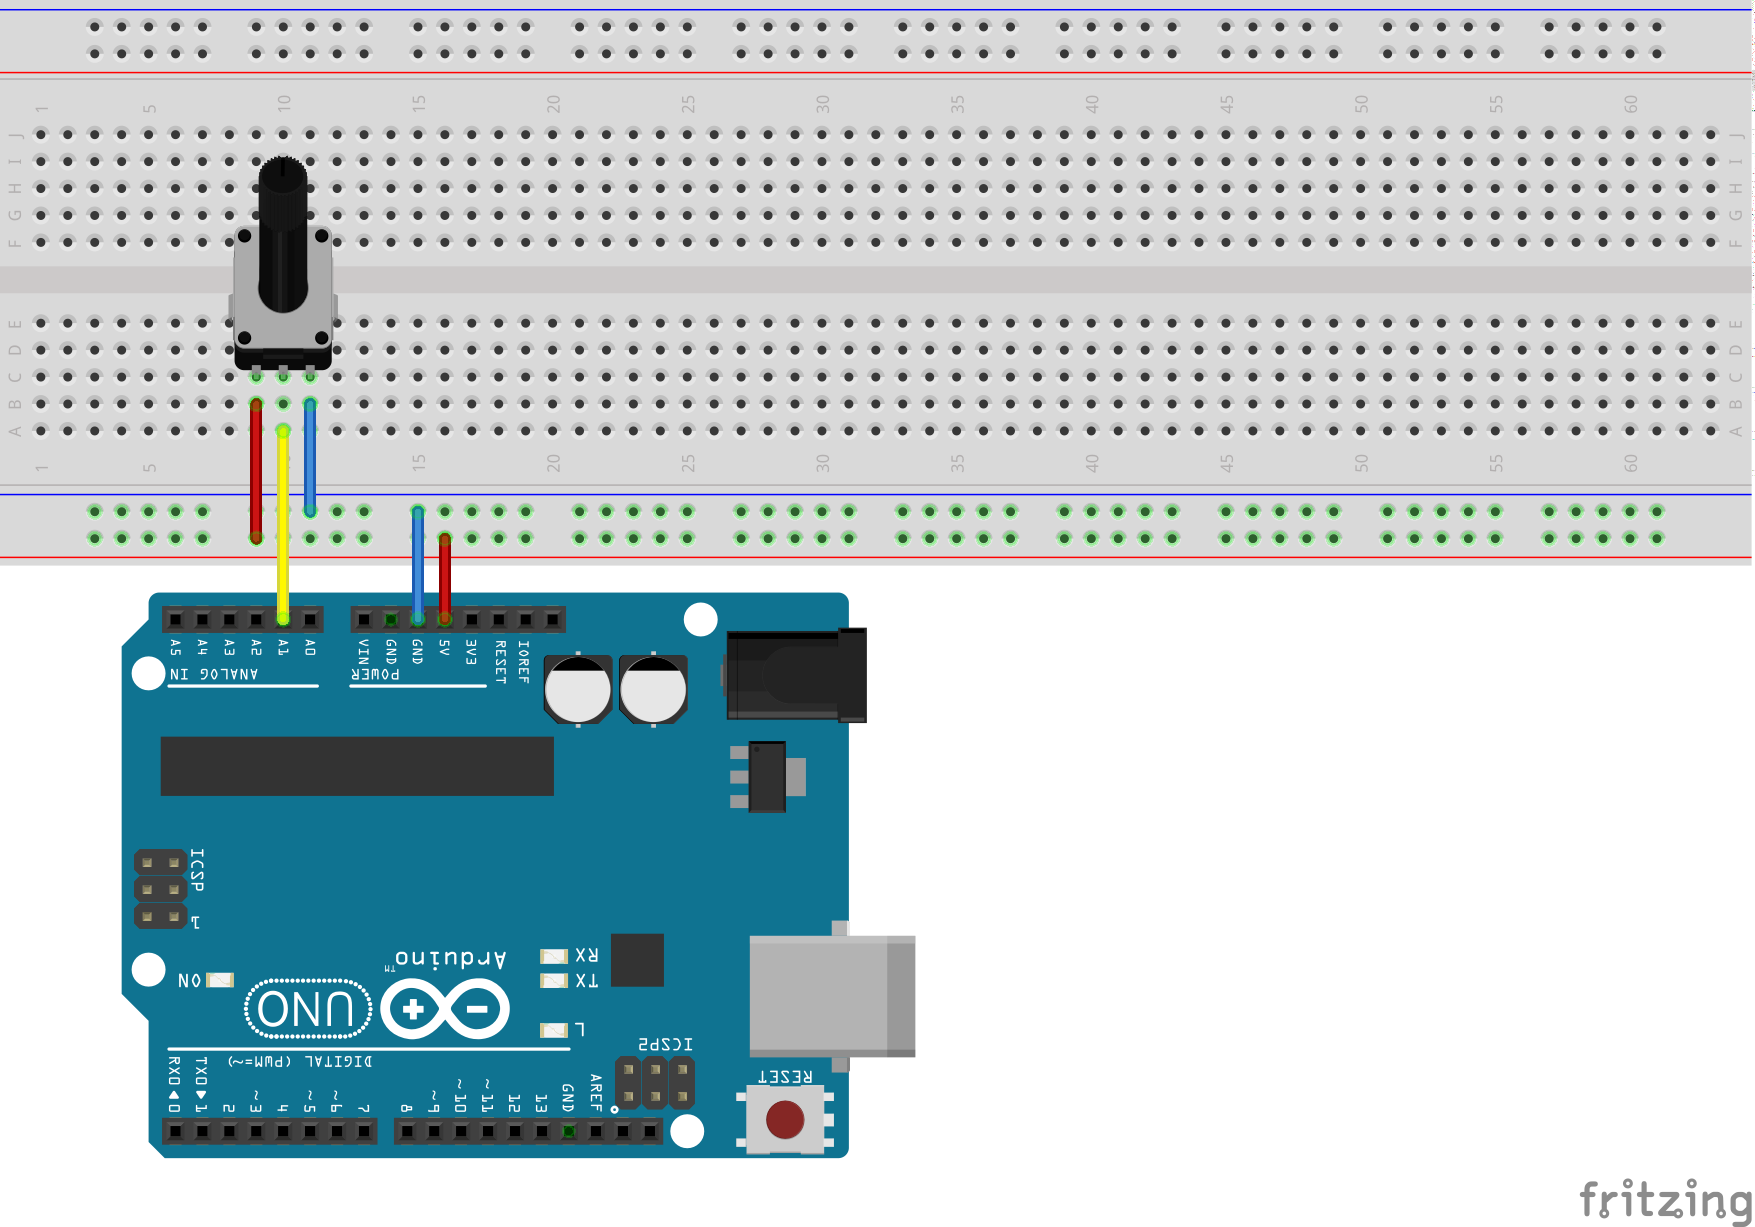 1 5 10 15 20 25 30 35 40 45 50 55 60
J J
I I
H H
G G
F F
E E
D D
C C
B B
A A
1 5 15 20 25 30 35 40 45 50 55 60
A5 A4 A3 A2 A1 A0 VIN GND GND 5V 3V3 RESET IOREF
ANALOG IN POWER
ICSP
1
Arduino™
RX
TX
ON
UNO
L
ICSP2
DIGITAL (PWM=~)
RESET
RX0◀0 TX0▶1 2 ~3 4 ~5 ~6 7 8 ~9 ~10 ~11 12 13 GND AREF
fritzing